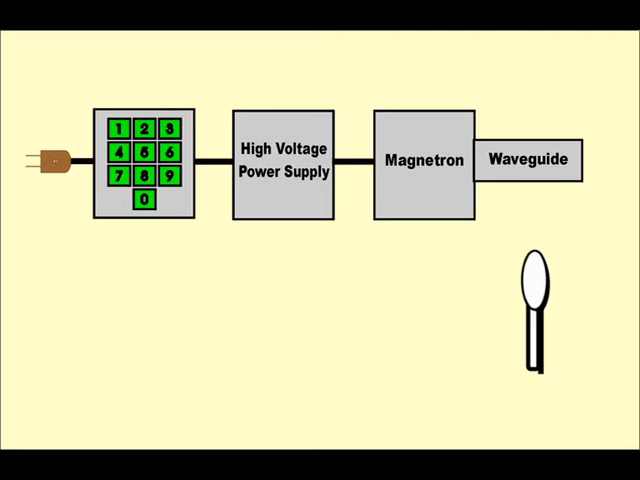 1 2 3
4 5 6
7 8 9
0
High Voltage
Power Supply
Magnetron
Waveguide